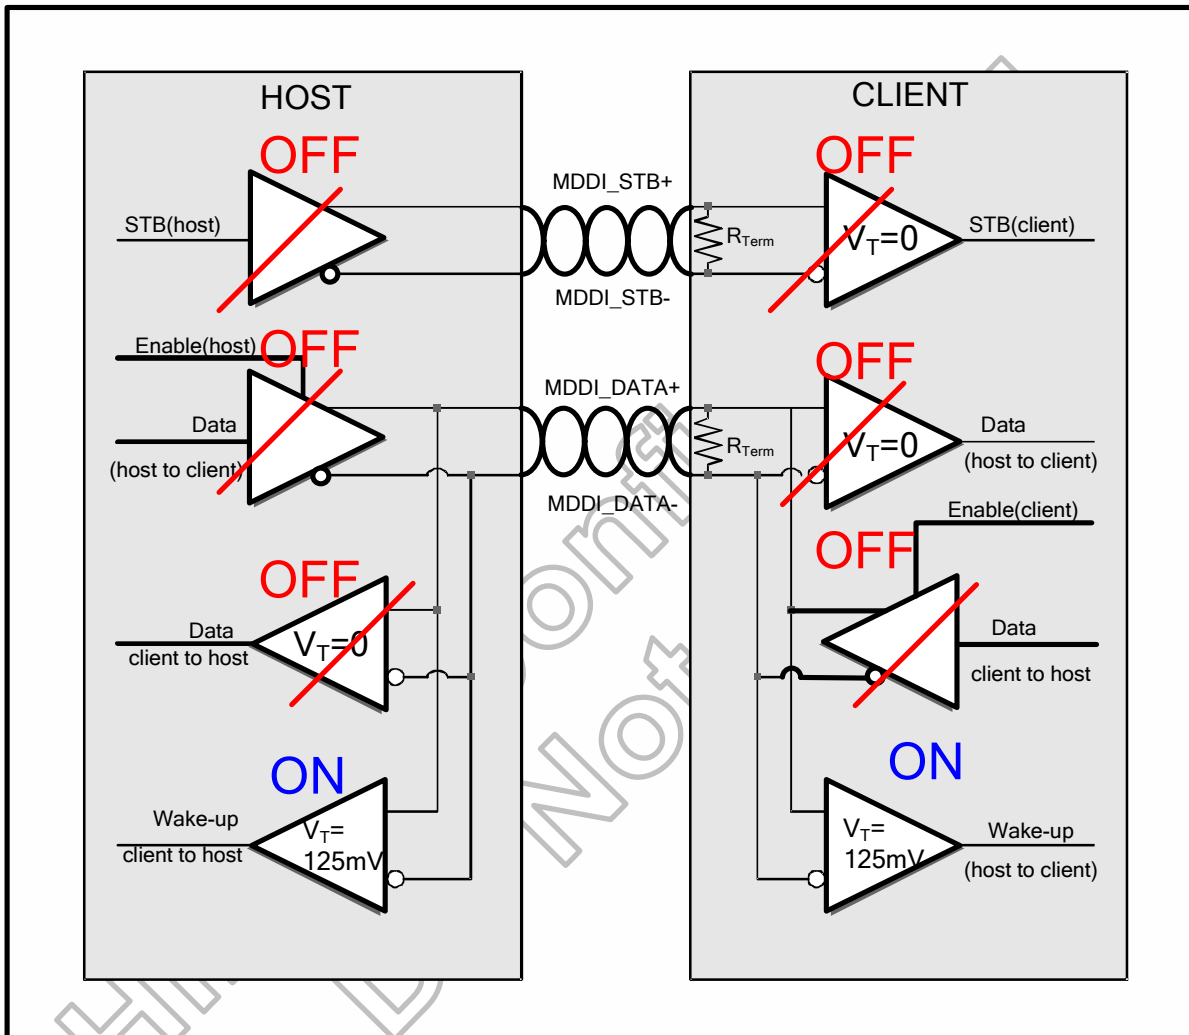 HOST
CLIENT
OFF
OFF
MDDI_STB+
STB(host)
RTerm
VT=0
STB(client)
MDDI_STB-
Enable(host)
OFF
OFF
MDDI_DATA+
Data
(host to client)
RTerm
VT=0
Data
(host to client)
MDDI_DATA-
Enable(client)
OFF
OFF
Data
client to host
VT=0
Data
client to host
ON
ON
Wake-up
client to host
VT=
125mV
VT=
125mV
Wake-up
(host to client)
Not